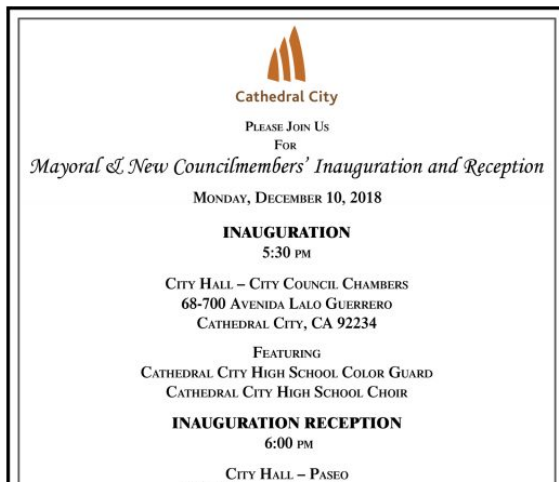 Cathedral City
Please Join Us
For
Mayoral & New Councilmembers' Inauguration and Reception
Monday, December 10, 2018
INAUGURATION
5:30 pm
City Hall – City Council Chambers
68-700 Avenida Lalo Guerrero
Cathedral City, CA 92234
Featuring
Cathedral City High School Color Guard
Cathedral City High School Choir
INAUGURATION RECEPTION
6:00 pm
City Hall – Paseo